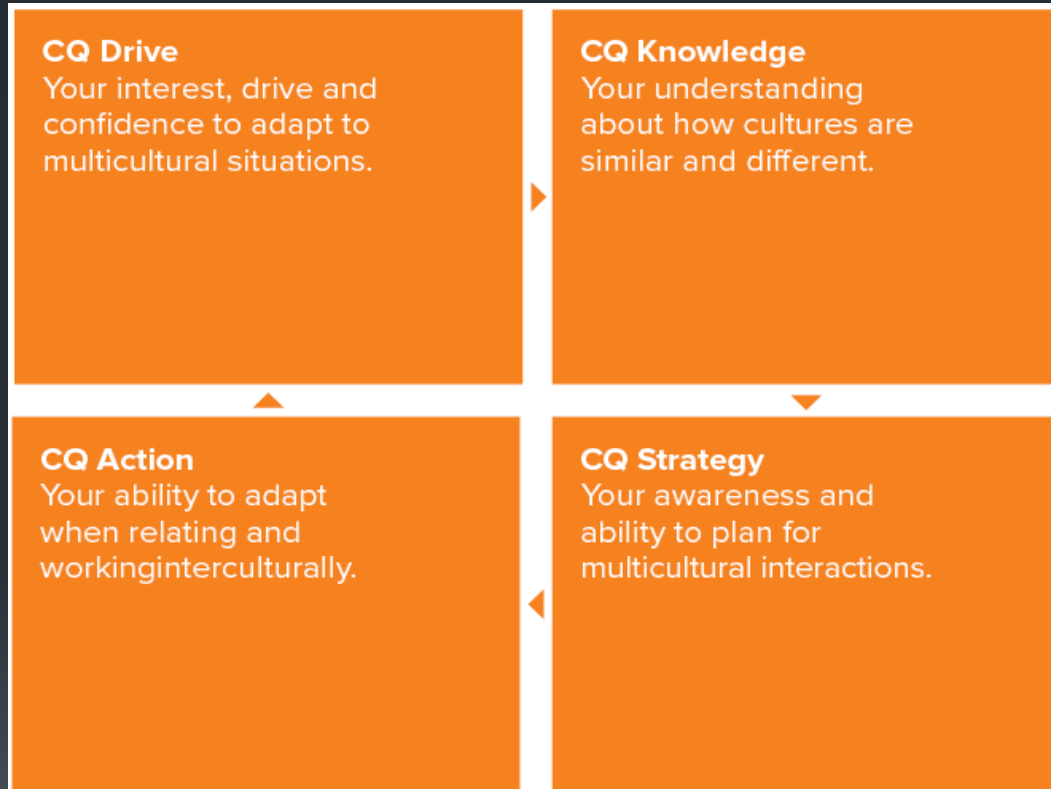 CQ Drive
Your interest, drive and
confidence to adapt to
multicultural situations.
CQ Knowledge
Your understanding
about how cultures are
similar and different.
CQ Action
Your ability to adapt
when relating and
workinginterculturally.
CQ Strategy
Your awareness and
ability to plan for
multicultural interactions.